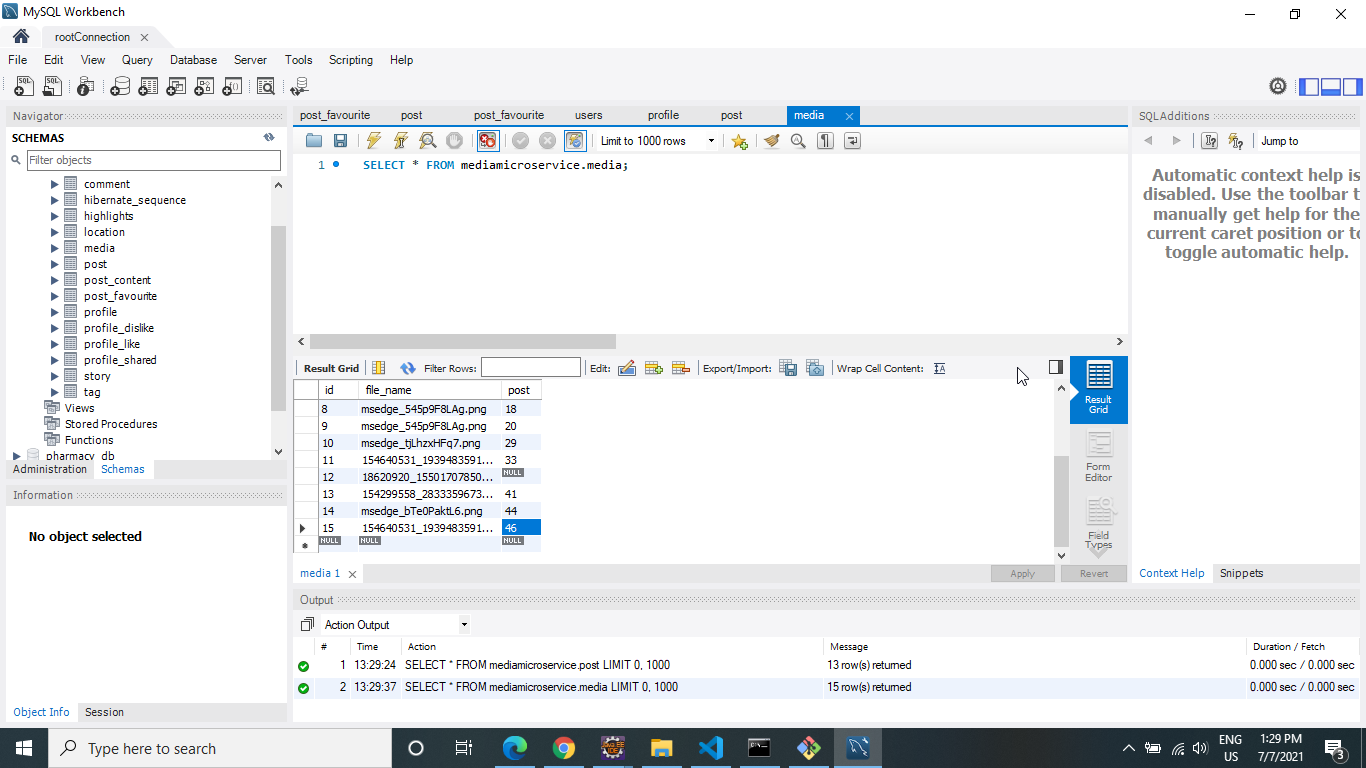 MySQL Workbench
rootConnection
File Edit View Query Database Server Tools Scripting Help
Navigator
SCHEMAS
Filter objects
comment
hibernate_sequence
highlights
location
media
post
post_content
post_favourite
profile
profile_dislike
profile_like
profile_shared
story
tag
Views
Stored Procedures
Functions
pharmacy_db
Administration Schemas
Information
No object selected
Object Info Session
post_favourite post post_favourite users profile post media
Limit to 1000 rows
1 SELECT * FROM mediamicroservice.media;
Result Grid Filter Rows: Edit: Export/Import: Wrap Cell Content:
id file_name post
8 msedge_545p9F8LAg.png 18
9 msedge_545p9F8LAg.png 20
10 msedge_tjLhzxHFq7.png 29
11 154640531_1939483591... 33
12 18620920_15501707850... NULL
13 154299558_2833359673... 41
14 msedge_bTe0PaktL6.png 44
15 154640531_1939483591... 46
NULL NULL NULL
Result Grid
Form Editor
Field Types
media 1
Apply Revert
SQLAdditions
Jump to
Automatic context help is
disabled. Use the toolbar t
manually get help for the
current caret position or to
toggle automatic help.
Context Help Snippets
Output
Action Output
# Time Action Message Duration / Fetch
1 13:29:24 SELECT * FROM mediamicroservice.post LIMIT 0, 1000 13 row(s) returned 0.000 sec / 0.000 sec
2 13:29:37 SELECT * FROM mediamicroservice.media LIMIT 0, 1000 15 row(s) returned 0.000 sec / 0.000 sec
Type here to search
ENG
US
1:29 PM
7/7/2021
3